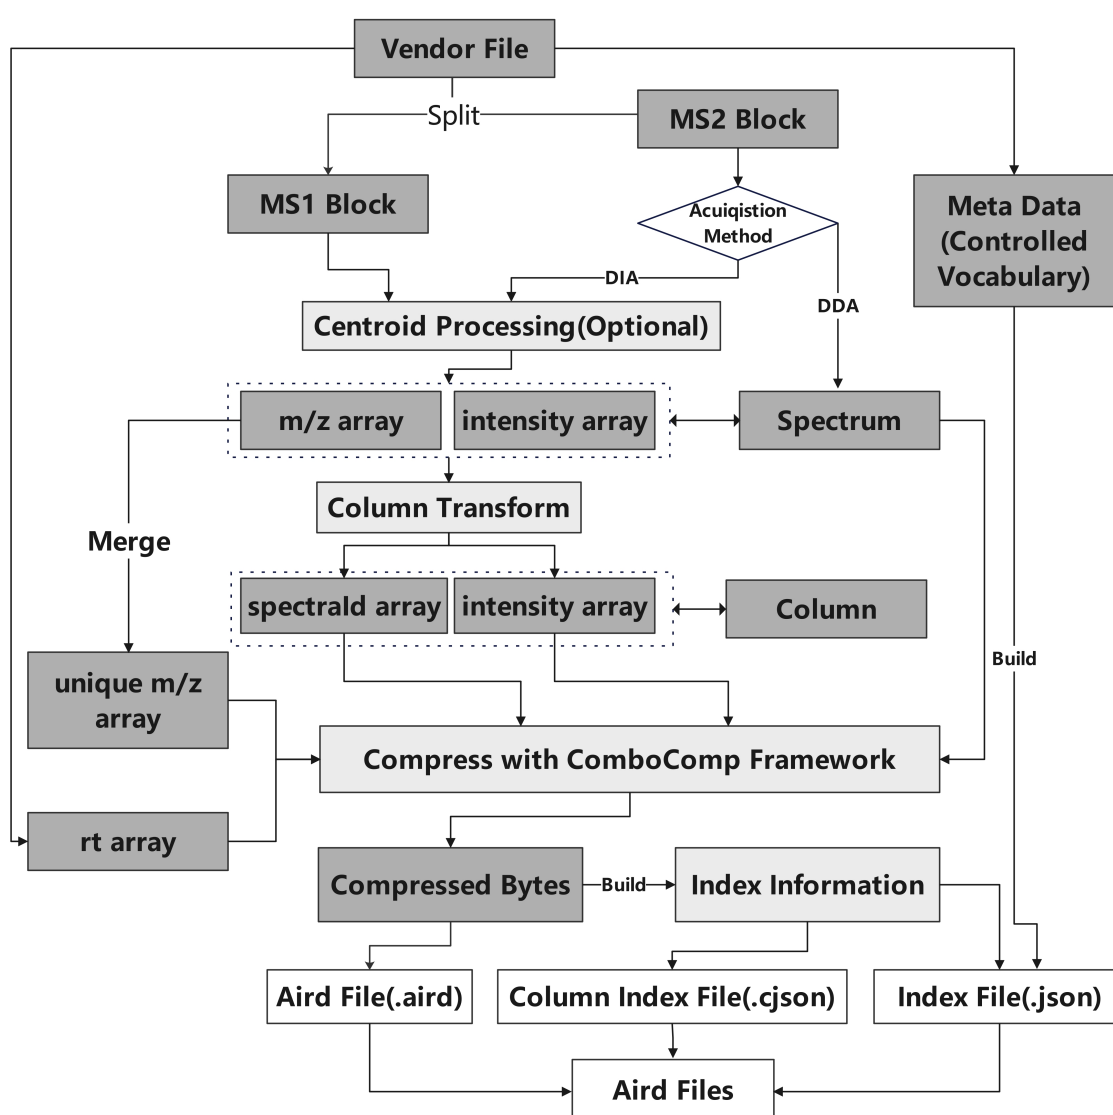 Vendor File
Split
MS2 Block
MS1 Block
Acuiqistion
Method
Meta Data
(Controlled
Vocabulary)
DIA
DDA
Centroid Processing(Optional)
m/z array
intensity array
Spectrum
Column Transform
Merge
spectraId array
intensity array
Column
Build
unique m/z
array
Compress with ComboComp Framework
rt array
Compressed Bytes
Build
Index Information
Aird File(.aird)
Column Index File(.cjson)
Index File(.json)
Aird Files